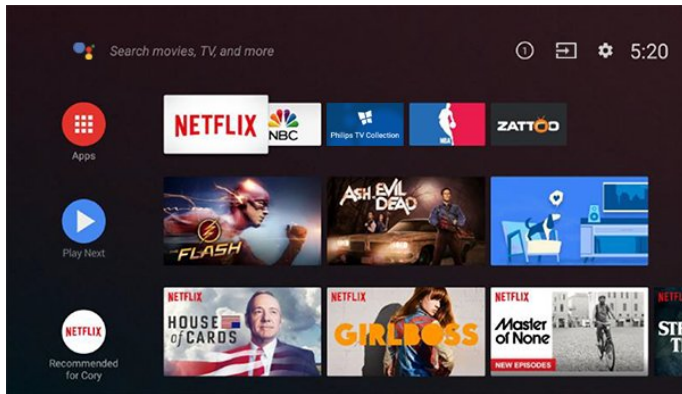 Search movies, TV, and more
1
5:20
Apps
NETFLIX
NBC
Philips TV Collection
NBA
ZATTOO
Play Next
THE
FLASH
ASH VS EVIL
DEAD
NETFLIX
Recommended
for Cory
NETFLIX
HOUSE
of CARDS
NETFLIX
GIRLBOSS
NETFLIX
Master
of None
NEW EPISODES